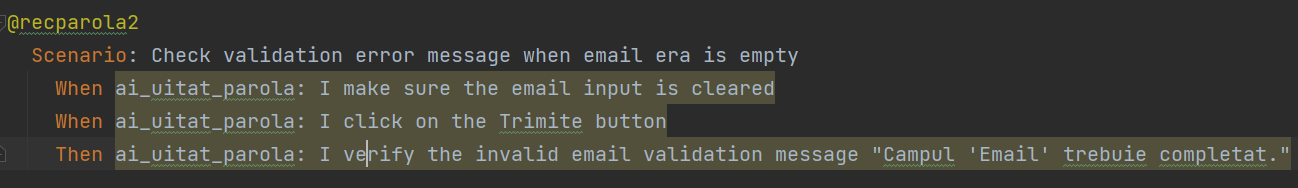 @recparola2
Scenario: Check validation error message when email era is empty
When ai_uitat_parola: I make sure the email input is cleared
When ai_uitat_parola: I click on the Trimite button
Then ai_uitat_parola: I verify the invalid email validation message "Campul 'Email' trebuie completat."